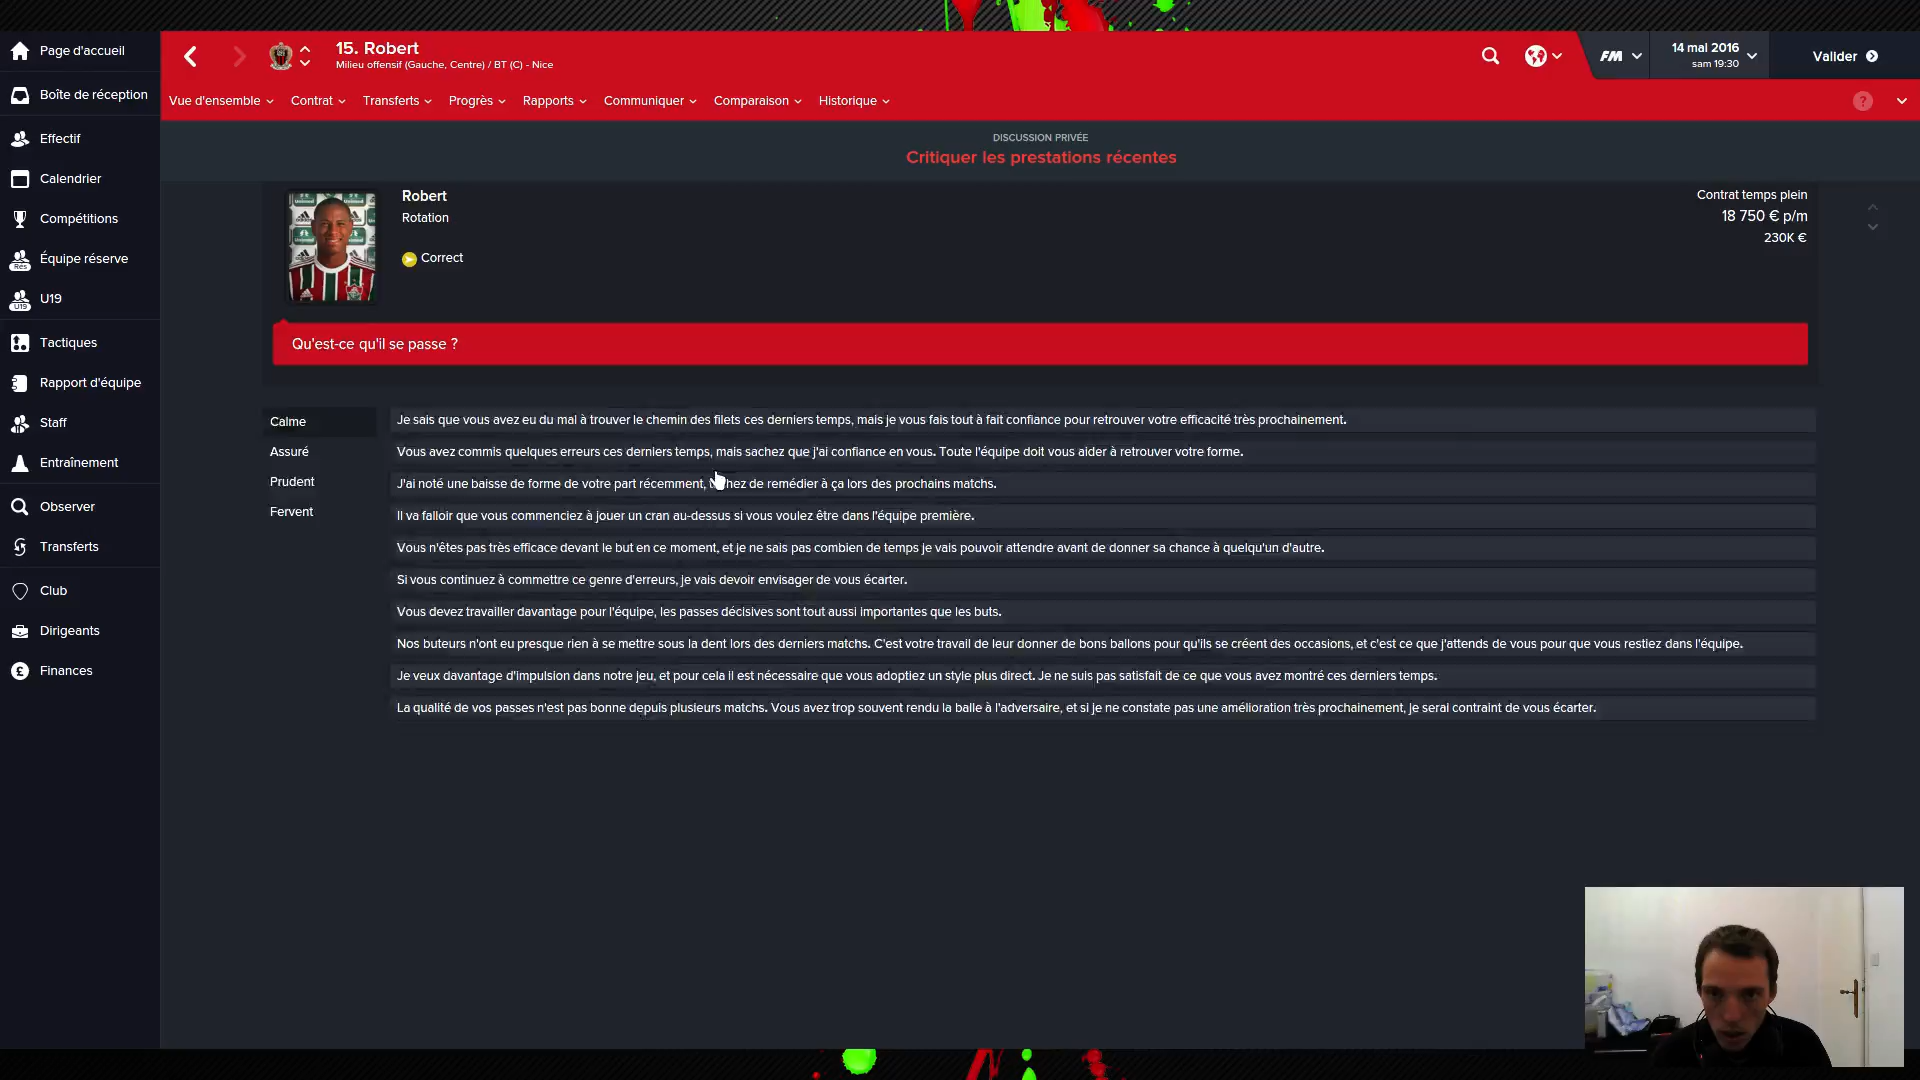 Page d'accueil
Boîte de réception
Effectif
Calendrier
Compétitions
Équipe réserve
U19
Tactiques
Rapport d'équipe
Staff
Entraînement
Observer
Transferts
Club
Dirigeants
Finances
15. Robert
Milieu offensif (Gauche, Centre) / BT (C) - Nice
FM
14 mai 2016
sam 19:30
Valider
Vue d'ensemble
Contrat
Transferts
Progrès
Rapports
Communiquer
Comparaison
Historique
?
DISCUSSION PRIVÉE
Critiquer les prestations récentes
Robert
Rotation
Correct
Contrat temps plein
18 750 € p/m
230K €
Qu'est-ce qu'il se passe ?
Calme
Assuré
Prudent
Fervent
Je sais que vous avez eu du mal à trouver le chemin des filets ces derniers temps, mais je vous fais tout à fait confiance pour retrouver votre efficacité très prochainement.
Vous avez commis quelques erreurs ces derniers temps, mais sachez que j'ai confiance en vous. Toute l'équipe doit vous aider à retrouver votre forme.
J'ai noté une baisse de forme de votre part récemment, de remédier à ça lors des prochains matchs.
Il va falloir que vous commenciez à jouer un cran au-dessus si vous voulez être dans l'équipe première.
Vous n'êtes pas très efficace devant le but en ce moment, et je ne sais pas combien de temps je vais pouvoir attendre avant de donner sa chance à quelqu'un d'autre.
Si vous continuez à commettre ce genre d'erreurs, je vais devoir envisager de vous écarter.
Vous devez travailler davantage pour l'équipe, les passes décisives sont tout aussi importantes que les buts.
Nos buteurs n'ont eu presque rien à se mettre sous la dent lors des derniers matchs. C'est votre travail de leur donner de bons ballons pour qu'ils se créent des occasions, et c'est ce que j'attends de vous pour que vous restiez dans l'équipe.
Je veux davantage d'impulsion dans notre jeu, et pour cela il est nécessaire que vous adoptiez un style plus direct. Je ne suis pas satisfait de ce que vous avez montré ces derniers temps.
La qualité de vos passes n'est pas bonne depuis plusieurs matchs. Vous avez trop souvent rendu la balle à l'adversaire, et si je ne constate pas une amélioration très prochainement, je serai contraint de vous écarter.